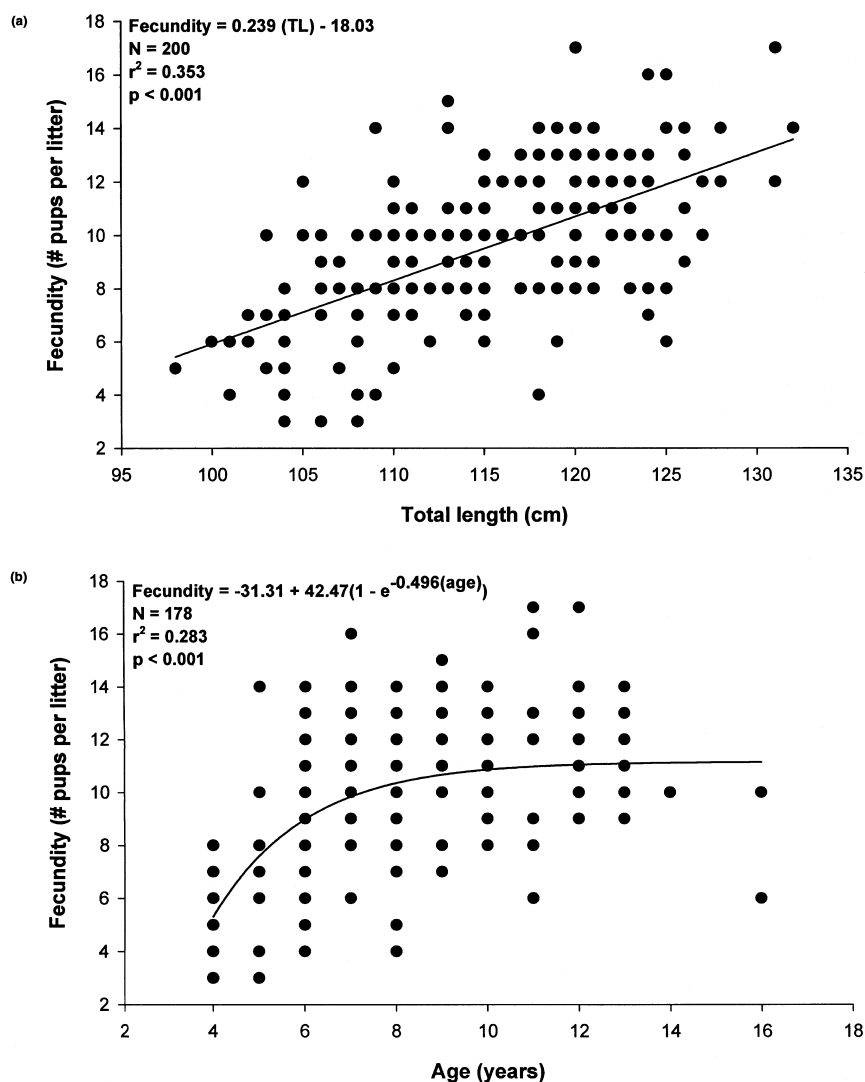 (a)
Fecundity = 0.239 (TL) - 18.03
N = 200
r² = 0.353
p < 0.001
18
16
14
12
10
8
6
4
2
Fecundity (# pups per litter)
95 100 105 110 115 120 125 130 135
Total length (cm)
(b)
Fecundity = -31.31 + 42.47(1 - e^-0.496(age))
N = 178
r² = 0.283
p < 0.001
18
16
14
12
10
8
6
4
2
Fecundity (# pups per litter)
2 4 6 8 10 12 14 16 18
Age (years)